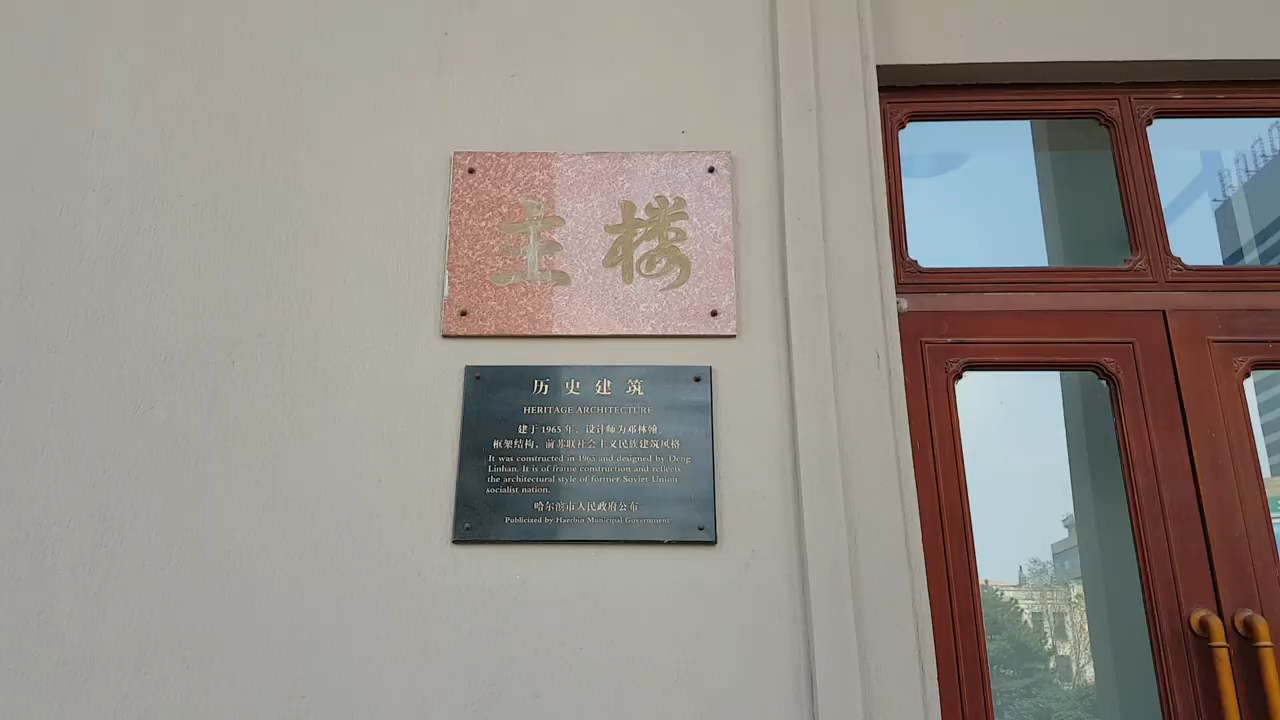 主楼
历史建筑
HERITAGE ARCHITECTURE
建于1965年，设计师为邓林翰。
框架结构，前苏联社会主义民族建筑风格
It was constructed in 1965 and designed by Deng
Linhan. It is of frame construction and reflects
the architectural style of former Soviet Union
socialist nation.
哈尔滨市人民政府公布
Publicized by Haerbin Municipal Government